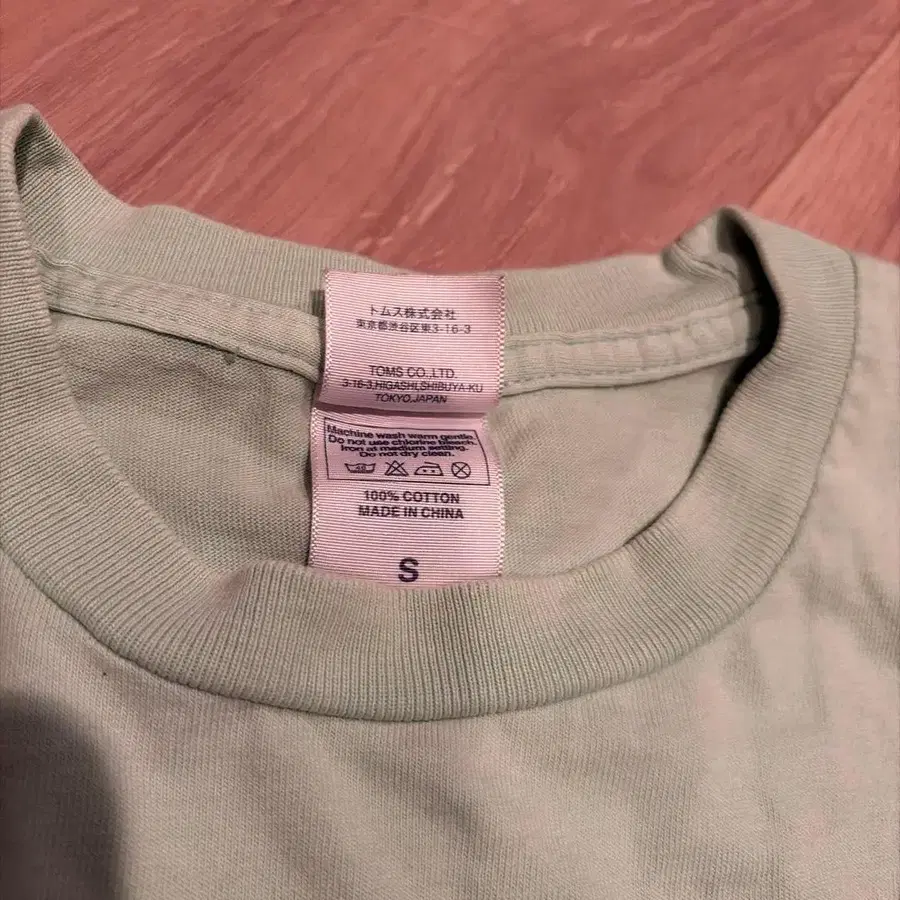 トムス株式会社
東京都渋谷区東3-16-3
TOMS CO.,LTD
3-16-3,HIGASHI,SHIBUYA-KU
TOKYO,JAPAN
Machine wash warm gentle.
Do not use chlorine bleach.
Iron at medium setting.
Do not dry clean.
40
100% COTTON
MADE IN CHINA
S